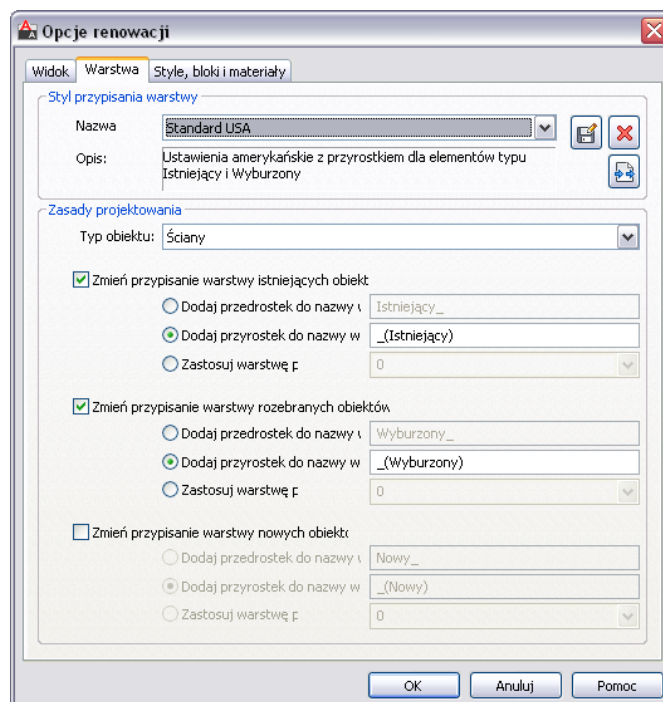 Opcje renowacji
Widok Warstwa Style, bloki i materiały
Styl przypisania warstwy
Nazwa Standard USA
Opis: Ustawienia amerykańskie z przyrostkiem dla elementów typu
Istniejący i Wyburzony
Zasady projektowania
Typ obiektu: Ściany
Zmień przypisanie warstwy istniejących obiekt
Dodaj przedrostek do nazwy Istniejący_
Dodaj przyrostek do nazwy w _(Istniejący)
Zastosuj warstwę 0
Zmień przypisanie warstwy rozebranych obiektów
Dodaj przedrostek do nazwy Wyburzony_
Dodaj przyrostek do nazwy w _(Wyburzony)
Zastosuj warstwę 0
Zmień przypisanie warstwy nowych obiekt
Dodaj przedrostek do nazwy Nowy_
Dodaj przyrostek do nazwy w _(Nowy)
Zastosuj warstwę 0
OK Anuluj Pomoc